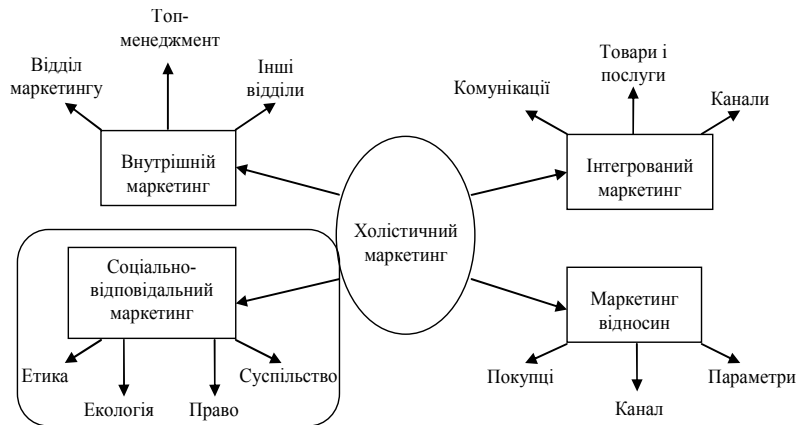 Топ-
менеджмент
Відділ
маркетингу
Інші
відділи
Внутрішній
маркетинг
Товари і
послуги
Комунікації
Канали
Інтегрований
маркетинг
Холістичний
маркетинг
Соціально-
відповідальний
маркетинг
Етика
Екологія
Право
Суспільство
Маркетинг
відносин
Покупці
Канал
Параметри